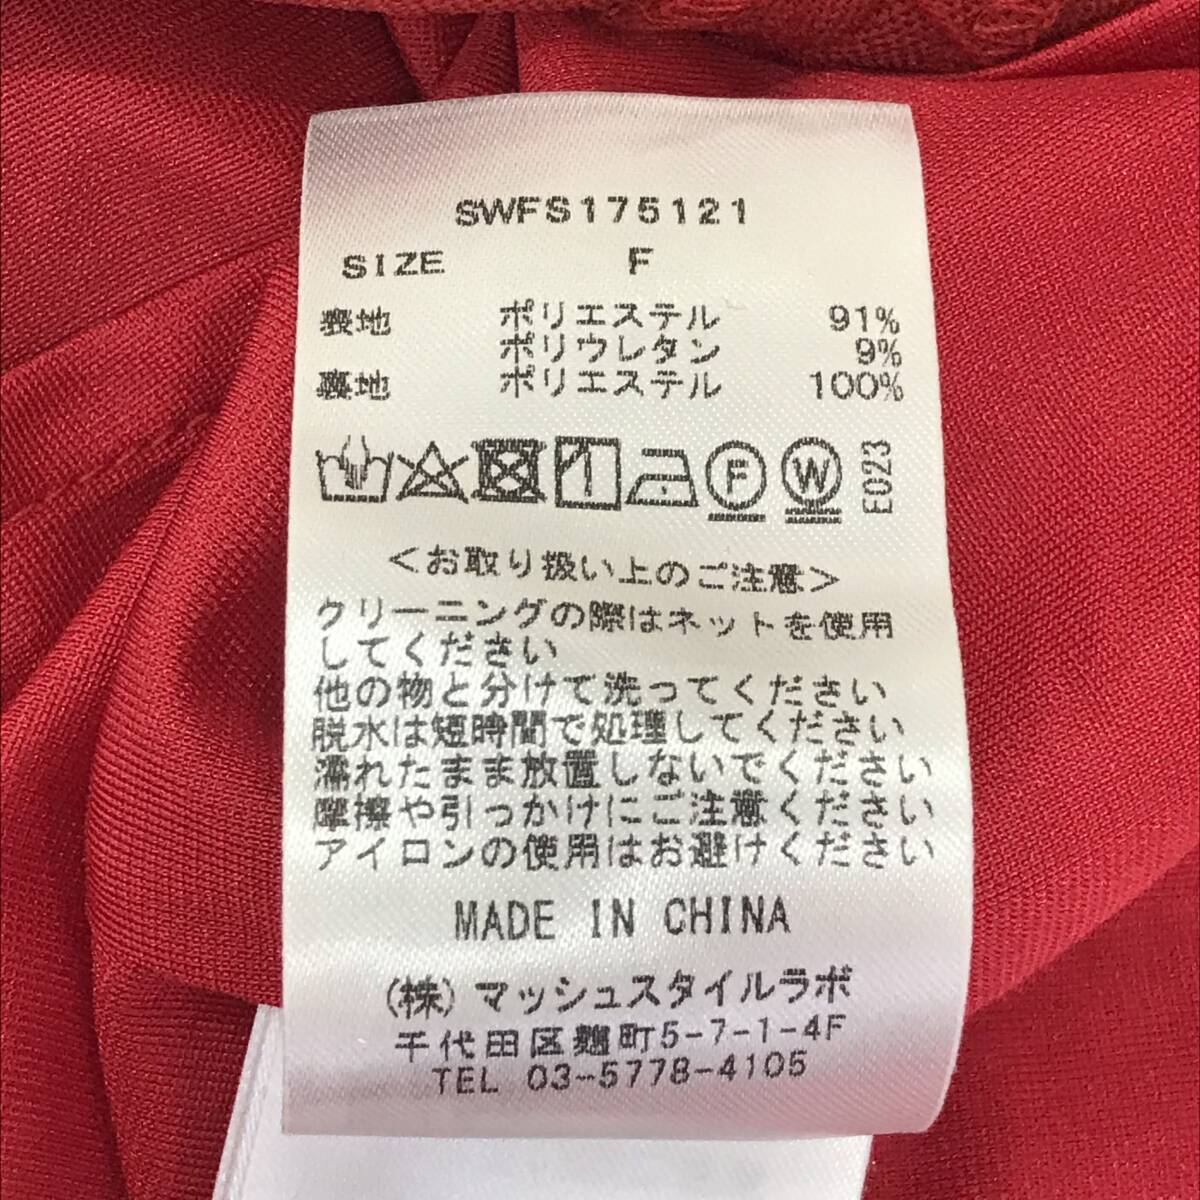 SWFS175121
SIZE F
表地 ポリエステル 91%
ポリウレタン 9%
裏地 ポリエステル 100%
F W E023
<お取り扱い上のご注意>
クリーニングの際はネットを使用
してください
他の物と分けて洗ってください
脱水は短時間で処理してください
濡れたまま放置しないでください
摩擦や引っかけにご注意ください
アイロンの使用はお避けください
MADE IN CHINA
(株)マッシュスタイルラボ
千代田区麹町5-7-1-4F
TEL 03-5778-4105